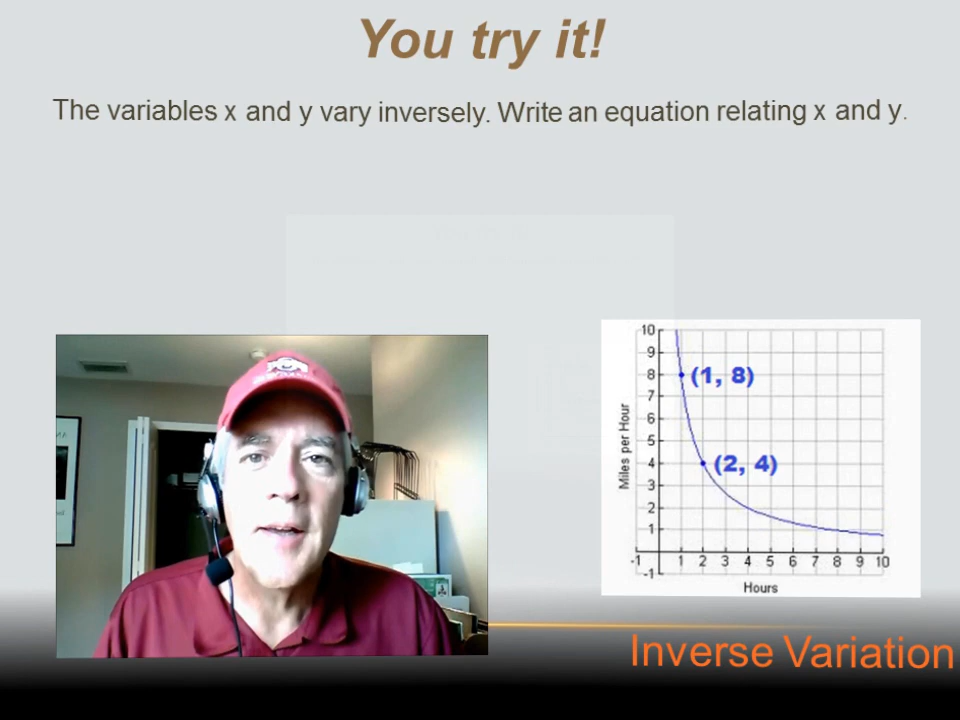 You try it!
The variables x and y vary inversely. Write an equation relating x and y.
10
9
8
7
6
5
4
3
2
1
-1
(1, 8)
(2, 4)
Miles per Hour
-1 1 2 3 4 5 6 7 8 9 10
Hours
Inverse Variation